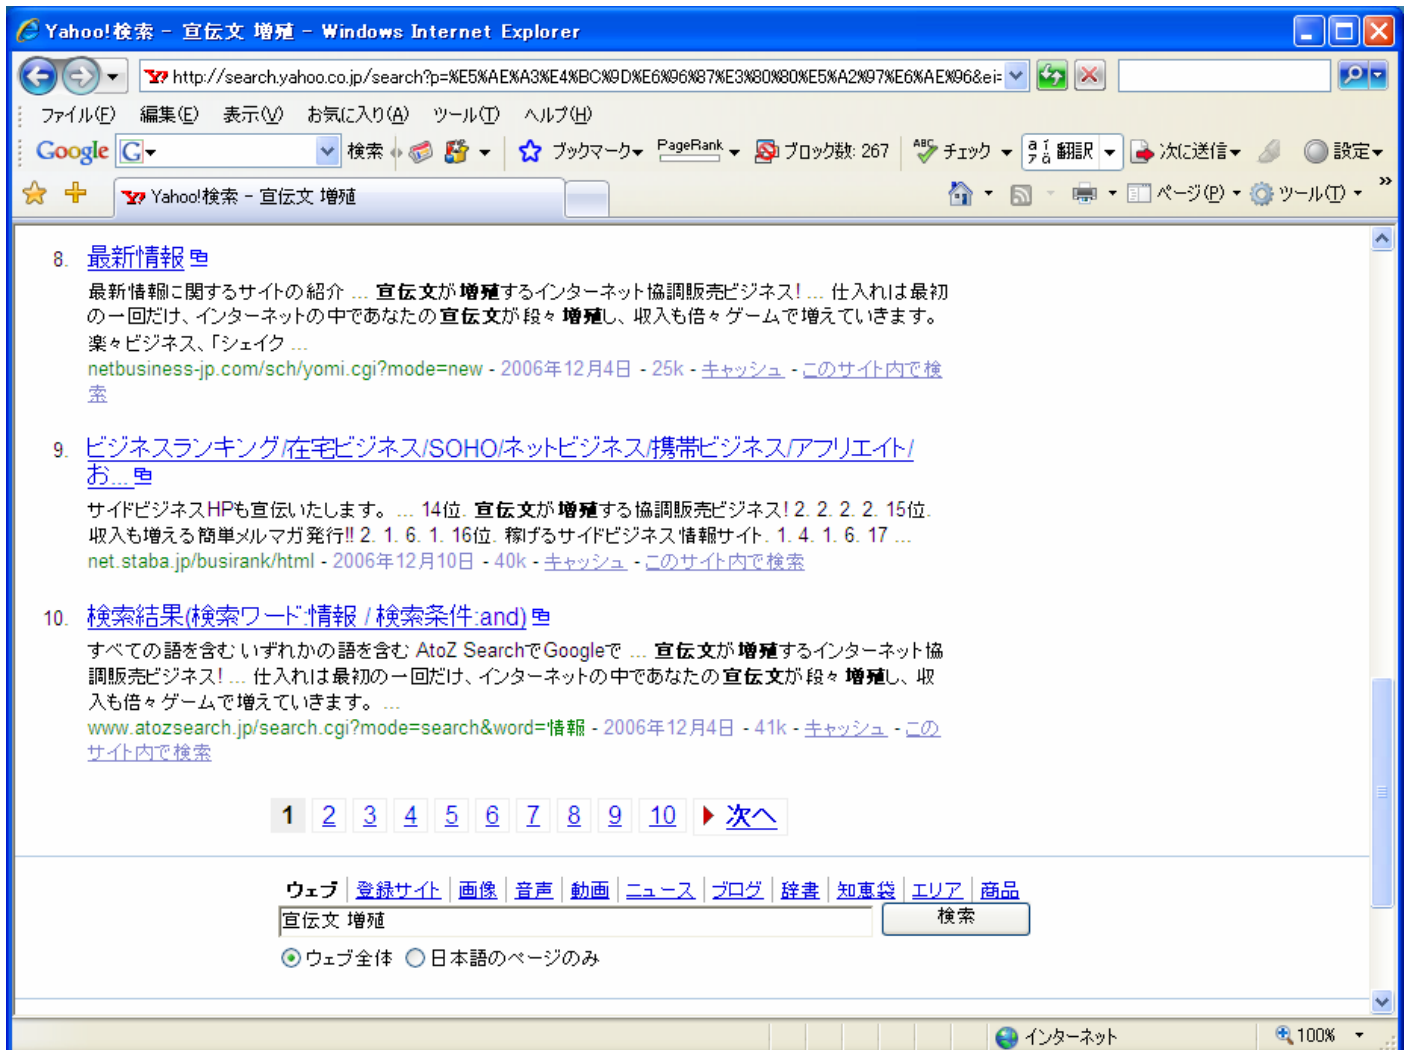 Yahoo!検索 - 宣伝文 増殖 - Windows Internet Explorer
http://search.yahoo.co.jp/search?p=%E5%AE%A3%E4%BC%9D%E6%96%87%E3%80%80%E5%A2%97%E6%AE%96&ei=
ファイル(F) 編集(E) 表示(V) お気に入り(A) ツール(T) ヘルプ(H)
Google G 検索 ブックマーク PageRank ブロック数: 267 ABC チェック 翻訳 次に送信 設定
Yahoo!検索 - 宣伝文 増殖 ページ(P) ツール(T) »
8. 最新情報
最新情報に関するサイトの紹介 ... 宣伝文が増殖するインターネット協調販売ビジネス! ... 仕入れは最初
の一回だけ、インターネットの中であなたの宣伝文が段々増殖し、収入も倍々ゲームで増えていきます。
楽々ビジネス、「シェイク ...
netbusiness-jp.com/sch/yomi.cgi?mode=new - 2006年12月4日 - 25k - キャッシュ - このサイト内で検
索
9. ビジネスランキング/在宅ビジネス/SOHO/ネットビジネス/携帯ビジネス/アフリエイト/
お...
サイドビジネスHPも宣伝いたします。 ... 14位. 宣伝文が増殖する協調販売ビジネス! 2. 2. 2. 2. 15位.
収入も増える簡単メルマガ発行!! 2. 1. 6. 1. 16位. 稼げるサイドビジネス情報サイト. 1. 4. 1. 6. 17 ...
net.staba.jp/busirank/html - 2006年12月10日 - 40k - キャッシュ - このサイト内で検索
10. 検索結果(検索ワード:情報 / 検索条件:and)
すべての語を含む いずれかの語を含む AtoZ SearchでGoogleで ... 宣伝文が増殖するインターネット協
調販売ビジネス! ... 仕入れは最初の一回だけ、インターネットの中であなたの宣伝文が段々増殖し、収
入も倍々ゲームで増えていきます。 ...
www.atozsearch.jp/search.cgi?mode=search&word=情報 - 2006年12月4日 - 41k - キャッシュ - この
サイト内で検索
1 2 3 4 5 6 7 8 9 10 次へ
ウェブ 登録サイト 画像 音声 動画 ニュース ブログ 辞書 知恵袋 エリア 商品
宣伝文 増殖 検索
ウェブ全体 日本語のページのみ
インターネット 100%